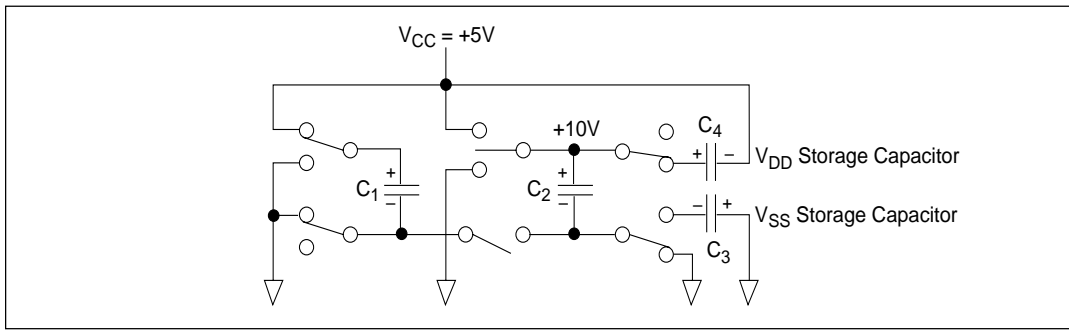 VCC = +5V
+10V
C4
+ –
VDD Storage Capacitor
+
C1
–
+
C2
–
– +
VSS Storage Capacitor
C3